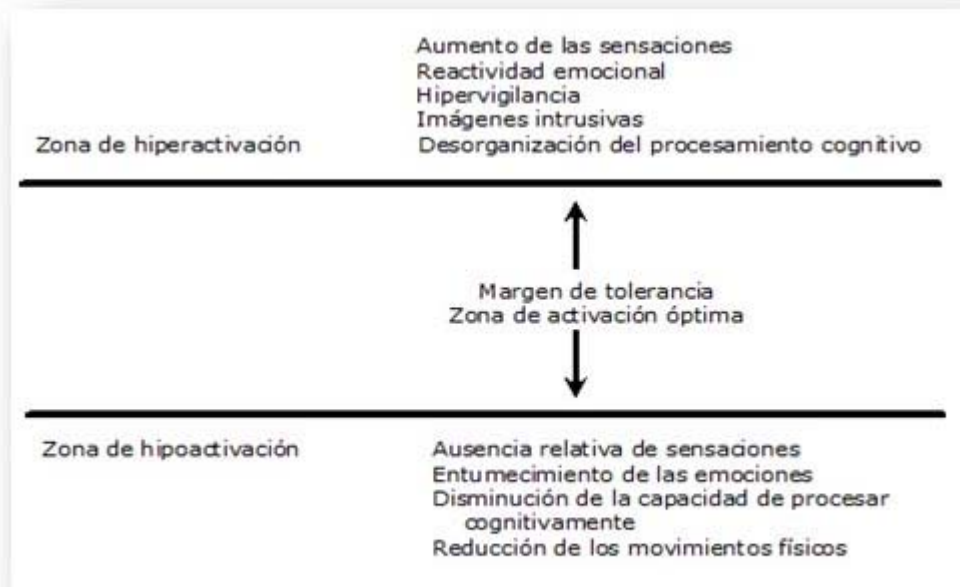 Aumento de las sensaciones
Reactividad emocional
Hipervigilancia
Imágenes intrusivas
Zona de hiperactivación Desorganización del procesamiento cognitivo
Margen de tolerancia
Zona de activación óptima
Zona de hipoactivación Ausencia relativa de sensaciones
Entumecimiento de las emociones
Disminución de la capacidad de procesar
cognitivamente
Reducción de los movimientos físicos